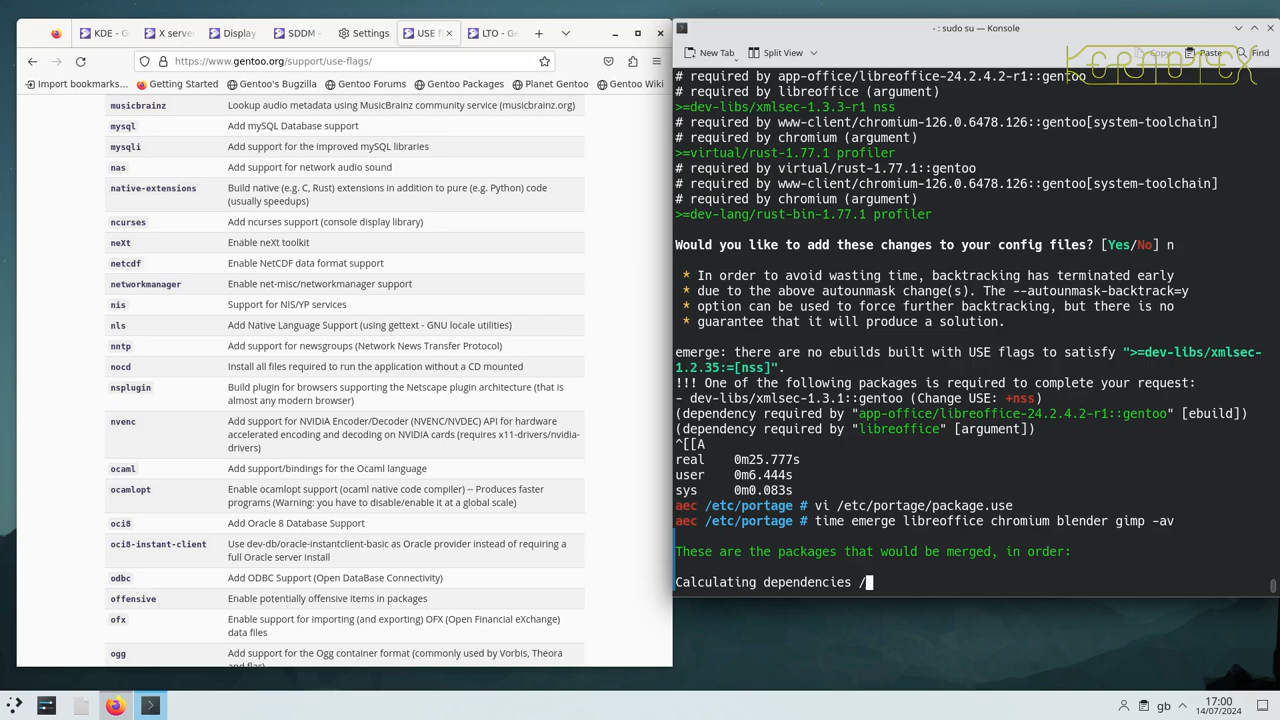 KDE - G
X serve
Display
SDDM -
Settings
USE fl
LTO - Ge
https://www.gentoo.org/support/use-flags/
Import bookmarks...
Getting Started
Gentoo's Bugzilla
Gentoo Forums
Gentoo Packages
Planet Gentoo
Gentoo Wiki
musicbrainz Lookup audio metadata using MusicBrainz community service (musicbrainz.org)
mysql Add mySQL Database support
mysqli Add support for the improved mySQL libraries
nas Add support for network audio sound
native-extensions Build native (e.g. C, Rust) extensions in addition to pure (e.g. Python) code
(usually speedups)
ncurses Add ncurses support (console display library)
neXt Enable neXt toolkit
netcdf Enable NetCDF data format support
networkmanager Enable net-misc/networkmanager support
nis Support for NIS/YP services
nls Add Native Language Support (using gettext - GNU locale utilities)
nntp Add support for newsgroups (Network News Transfer Protocol)
nocd Install all files required to run the application without a CD mounted
nsplugin Build plugin for browsers supporting the Netscape plugin architecture (that is
almost any modern browser)
nvenc Add support for NVIDIA Encoder/Decoder (NVENC/NVDEC) API for hardware
accelerated encoding and decoding on NVIDIA cards (requires x11-drivers/nvidia-
drivers)
ocaml Add support/bindings for the Ocaml language
ocamlopt Enable ocamlopt support (ocaml native code compiler) -- Produces faster
programs (Warning: you have to disable/enable it at a global scale)
oci8 Add Oracle 8 Database Support
oci8-instant-client Use dev-db/oracle-instantclient-basic as Oracle provider instead of requiring a
full Oracle server install
odbc Add ODBC Support (Open DataBase Connectivity)
offensive Enable potentially offensive items in packages
ofx Enable support for importing (and exporting) OFX (Open Financial eXchange)
data files
ogg Add support for the Ogg container format (commonly used by Vorbis, Theora
and flac)
- : sudo su — Konsole
New Tab
Split View
Copy
Paste
Find
KERNOTEX
# required by app-office/libreoffice-24.2.4.2-r1::gentoo
# required by libreoffice (argument)
>=dev-libs/xmlsec-1.3.3-r1 nss
# required by www-client/chromium-126.0.6478.126::gentoo[system-toolchain]
# required by chromium (argument)
>=virtual/rust-1.77.1 profiler
# required by virtual/rust-1.77.1::gentoo
# required by www-client/chromium-126.0.6478.126::gentoo[system-toolchain]
# required by chromium (argument)
>=dev-lang/rust-bin-1.77.1 profiler
Would you like to add these changes to your config files? [Yes/No] n
* In order to avoid wasting time, backtracking has terminated early
* due to the above autounmask change(s). The --autounmask-backtrack=y
* option can be used to force further backtracking, but there is no
* guarantee that it will produce a solution.
emerge: there are no ebuilds built with USE flags to satisfy ">=dev-libs/xmlsec-
1.2.35:=[nss]".
!!! One of the following packages is required to complete your request:
- dev-libs/xmlsec-1.3.1::gentoo (Change USE: +nss)
(dependency required by "app-office/libreoffice-24.2.4.2-r1::gentoo" [ebuild])
(dependency required by "libreoffice" [argument])
^[[A
real 0m25.777s
user 0m6.444s
sys 0m0.083s
aec /etc/portage # vi /etc/portage/package.use
aec /etc/portage # time emerge libreoffice chromium blender gimp -av
These are the packages that would be merged, in order:
Calculating dependencies /
gb
17:00
14/07/2024